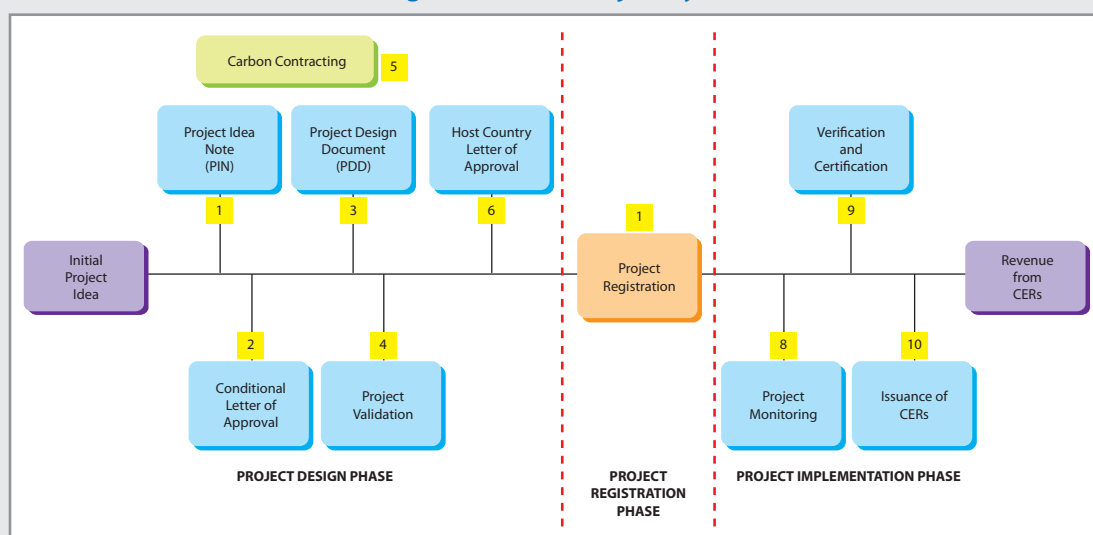 Carbon Contracting
5
Project Idea
Note
(PIN)
1
Project Design
Document
(PDD)
3
Host Country
Letter of
Approval
6
Verification
and
Certification
9
Initial
Project
Idea
1
Project
Registration
Revenue
from
CERs
2
Conditional
Letter of
Approval
4
Project
Validation
8
Project
Monitoring
10
Issuance of
CERs
PROJECT DESIGN PHASE
PROJECT
REGISTRATION
PHASE
PROJECT IMPLEMENTATION PHASE